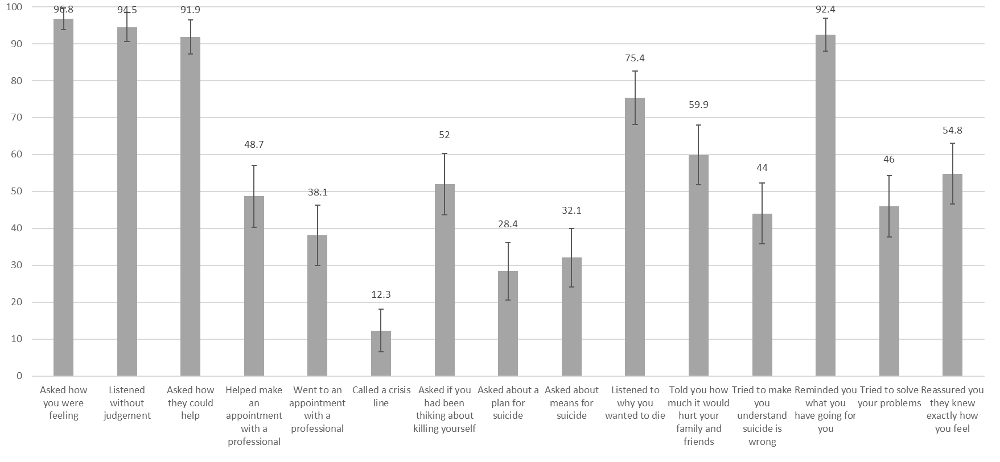 100
90
80
70
60
50
40
30
20
10
0
96.8
94.5
91.9
48.7
38.1
12.3
52
28.4
32.1
75.4
59.9
44
92.4
46
54.8
Asked how
you were
feeling
Listened
without
judgement
Asked how
they could
help
Helped make
an
appointment
with a
professional
Went to an
appointment
with a
professional
Called a crisis
line
Asked if you
had been
thiking about
killing yourself
Asked about a
plan for
suicide
Asked about
means for
suicide
Listened to
why you
wanted to die
Told you how
much it would
hurt your
family and
friends
Tried to make
you
understand
suicide is
wrong
Reminded you
what you
have going for
you
Tried to solve
your problems
Reassured you
they knew
exactly how
you feel